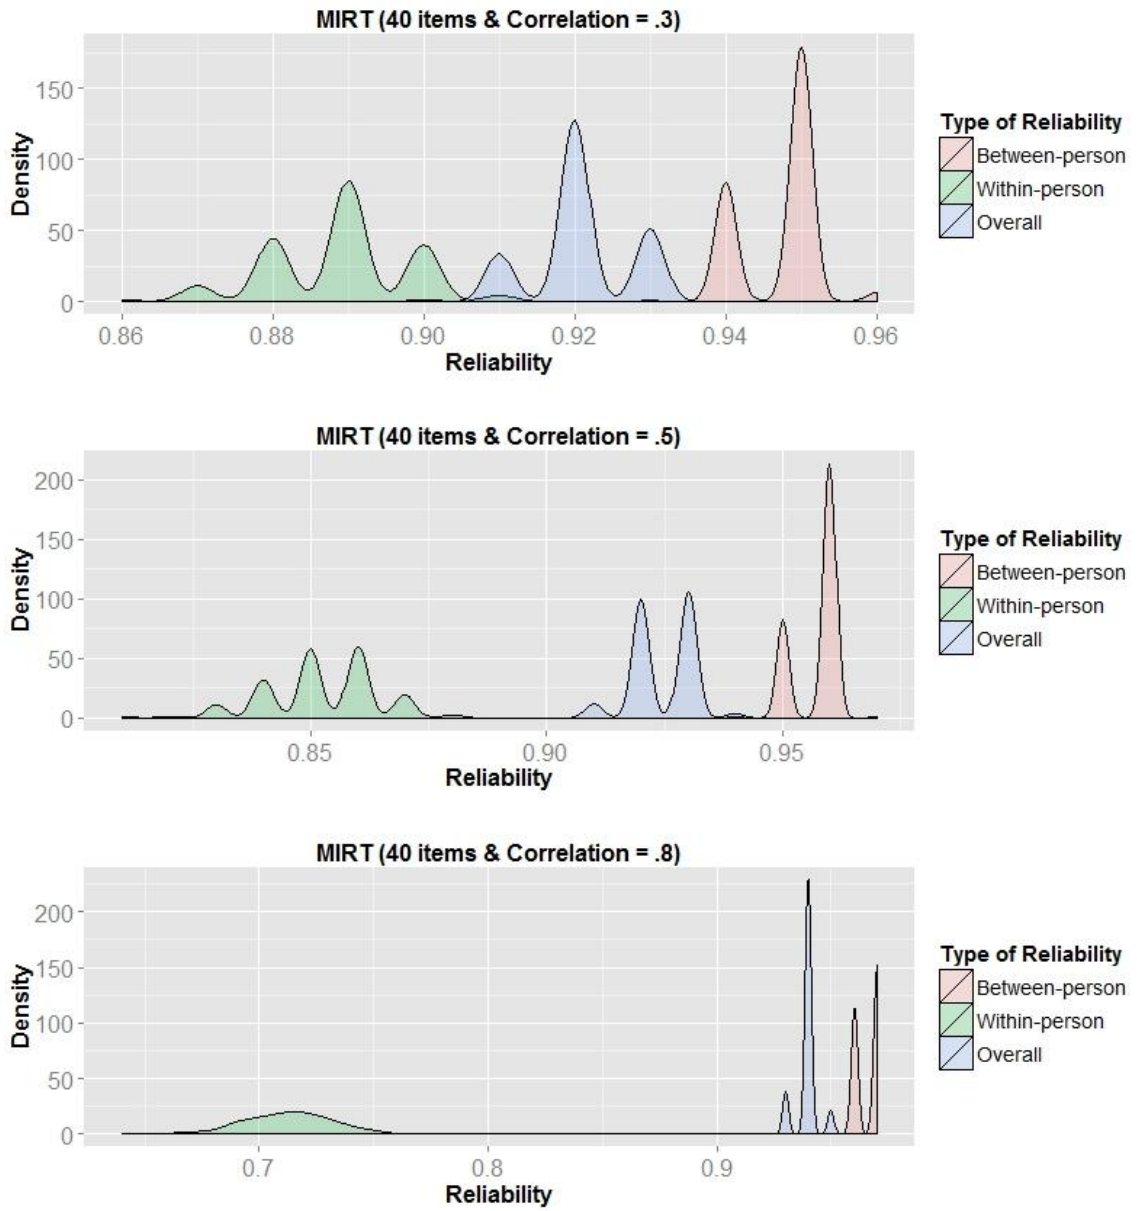 MIRT (40 items & Correlation = .3)
150
100
50
0
Density
0.86 0.88 0.90 0.92 0.94 0.96
Reliability
Type of Reliability
Between-person
Within-person
Overall
MIRT (40 items & Correlation = .5)
200
150
100
50
0
Density
0.85 0.90 0.95
Reliability
Type of Reliability
Between-person
Within-person
Overall
MIRT (40 items & Correlation = .8)
200
150
100
50
0
Density
0.7 0.8 0.9
Reliability
Type of Reliability
Between-person
Within-person
Overall